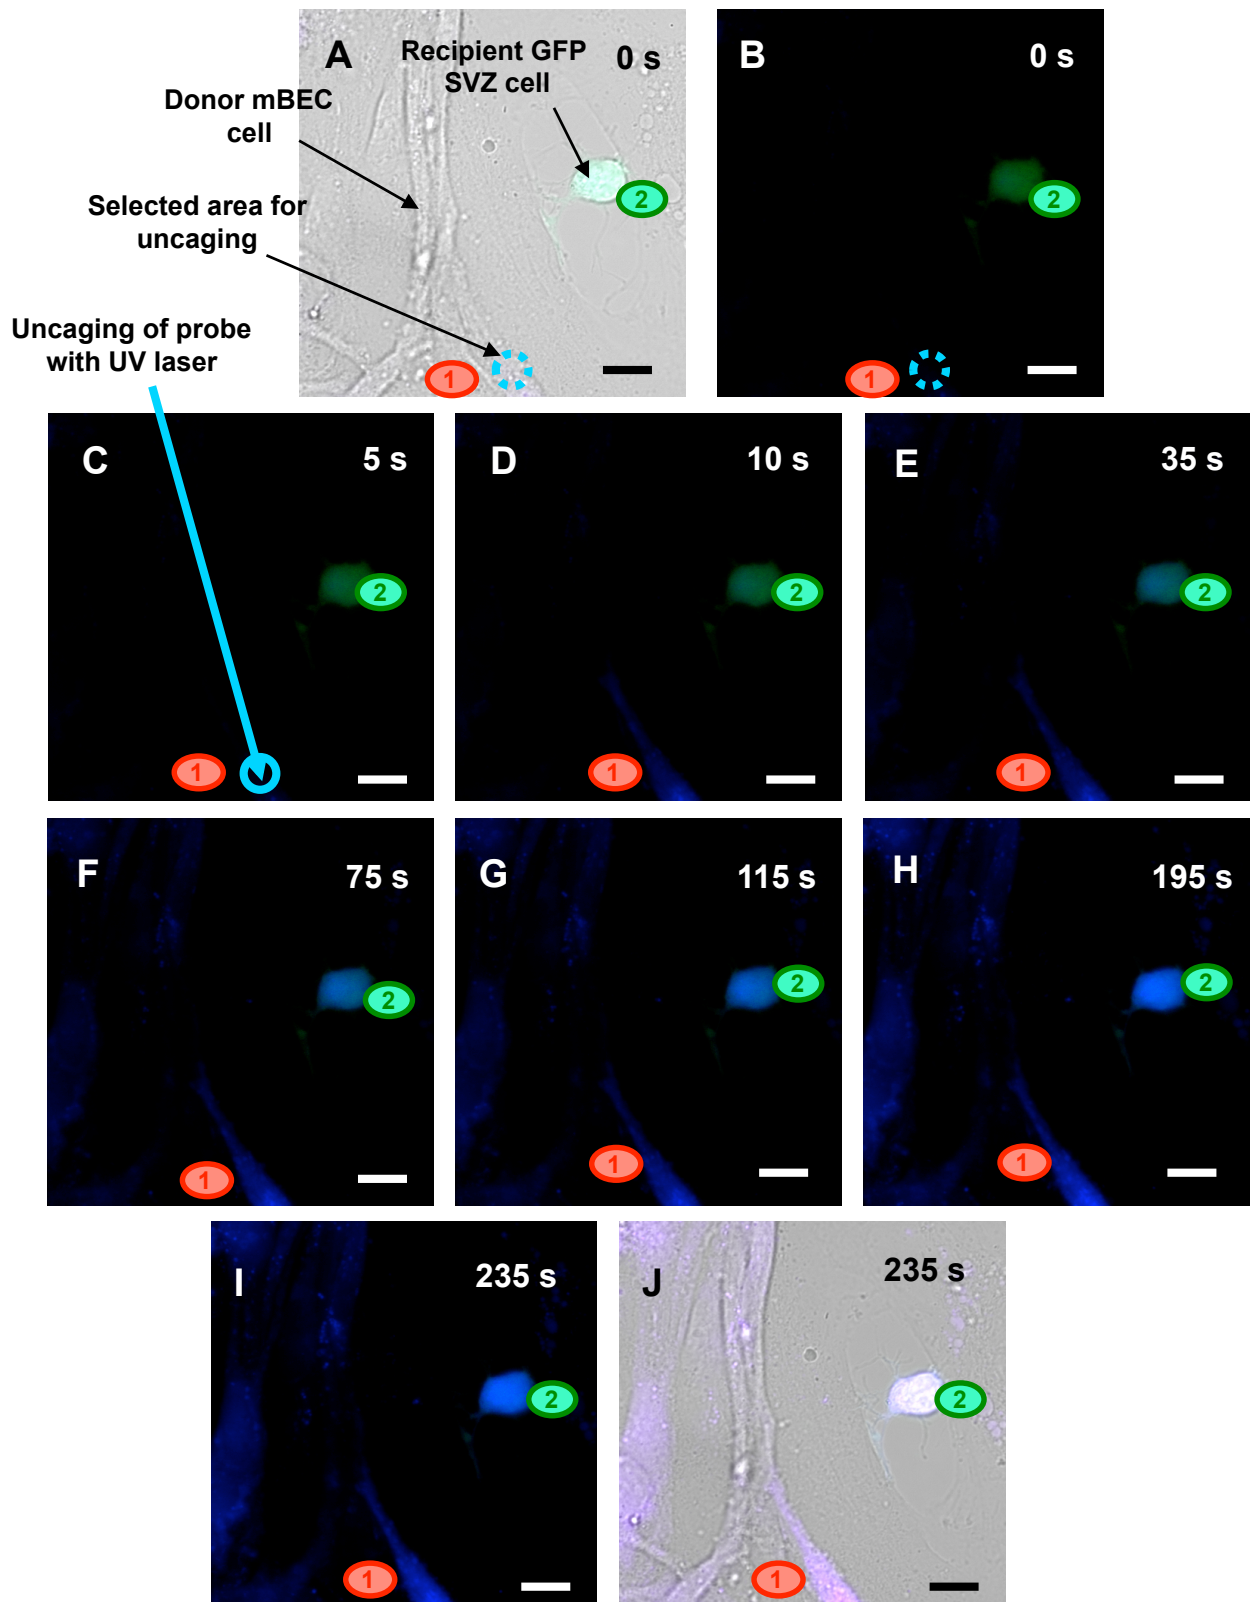 A
Recipient GFP
SVZ cell
0 s
Donor mBEC
cell
Selected area for
uncaging
Uncaging of probe
with UV laser
2
1
B
0 s
2
1
C
5 s
2
1
D
10 s
2
1
E
35 s
2
1
F
75 s
2
1
G
115 s
2
1
H
195 s
2
1
I
235 s
2
1
J
235 s
2
1